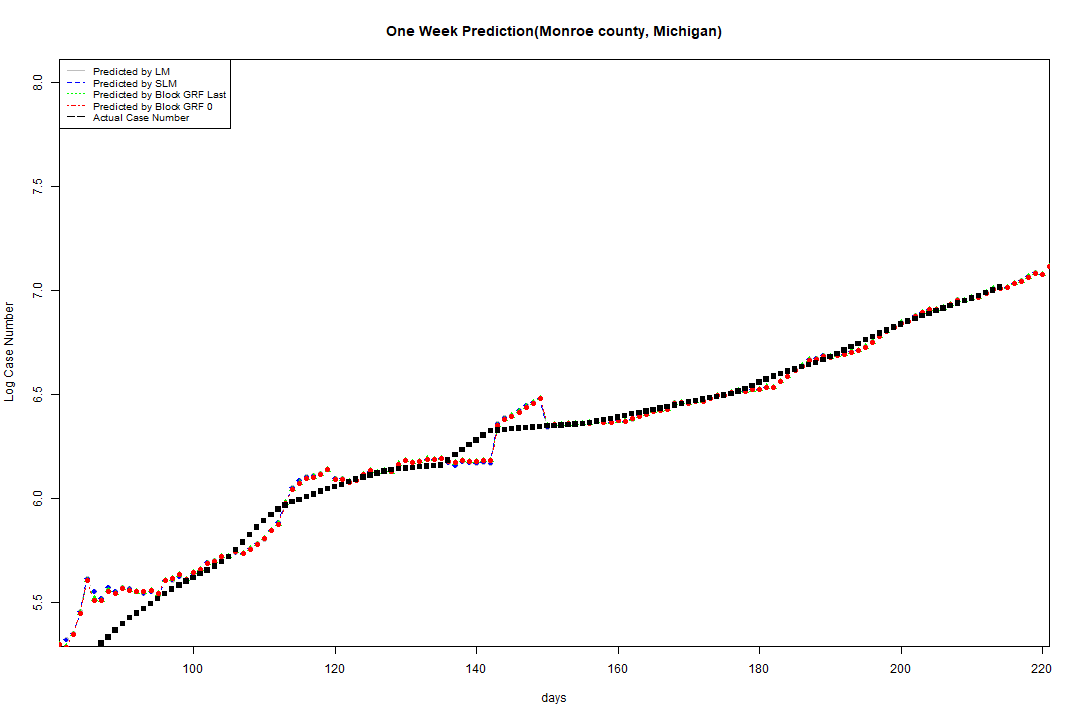 One Week Prediction(Monroe county, Michigan)
Predicted by LM
Predicted by SLM
Predicted by Block GRF Last
Predicted by Block GRF 0
Actual Case Number
8.0
7.5
7.0
6.5
6.0
5.5
Log Case Number
100 120 140 160 180 200 220
days